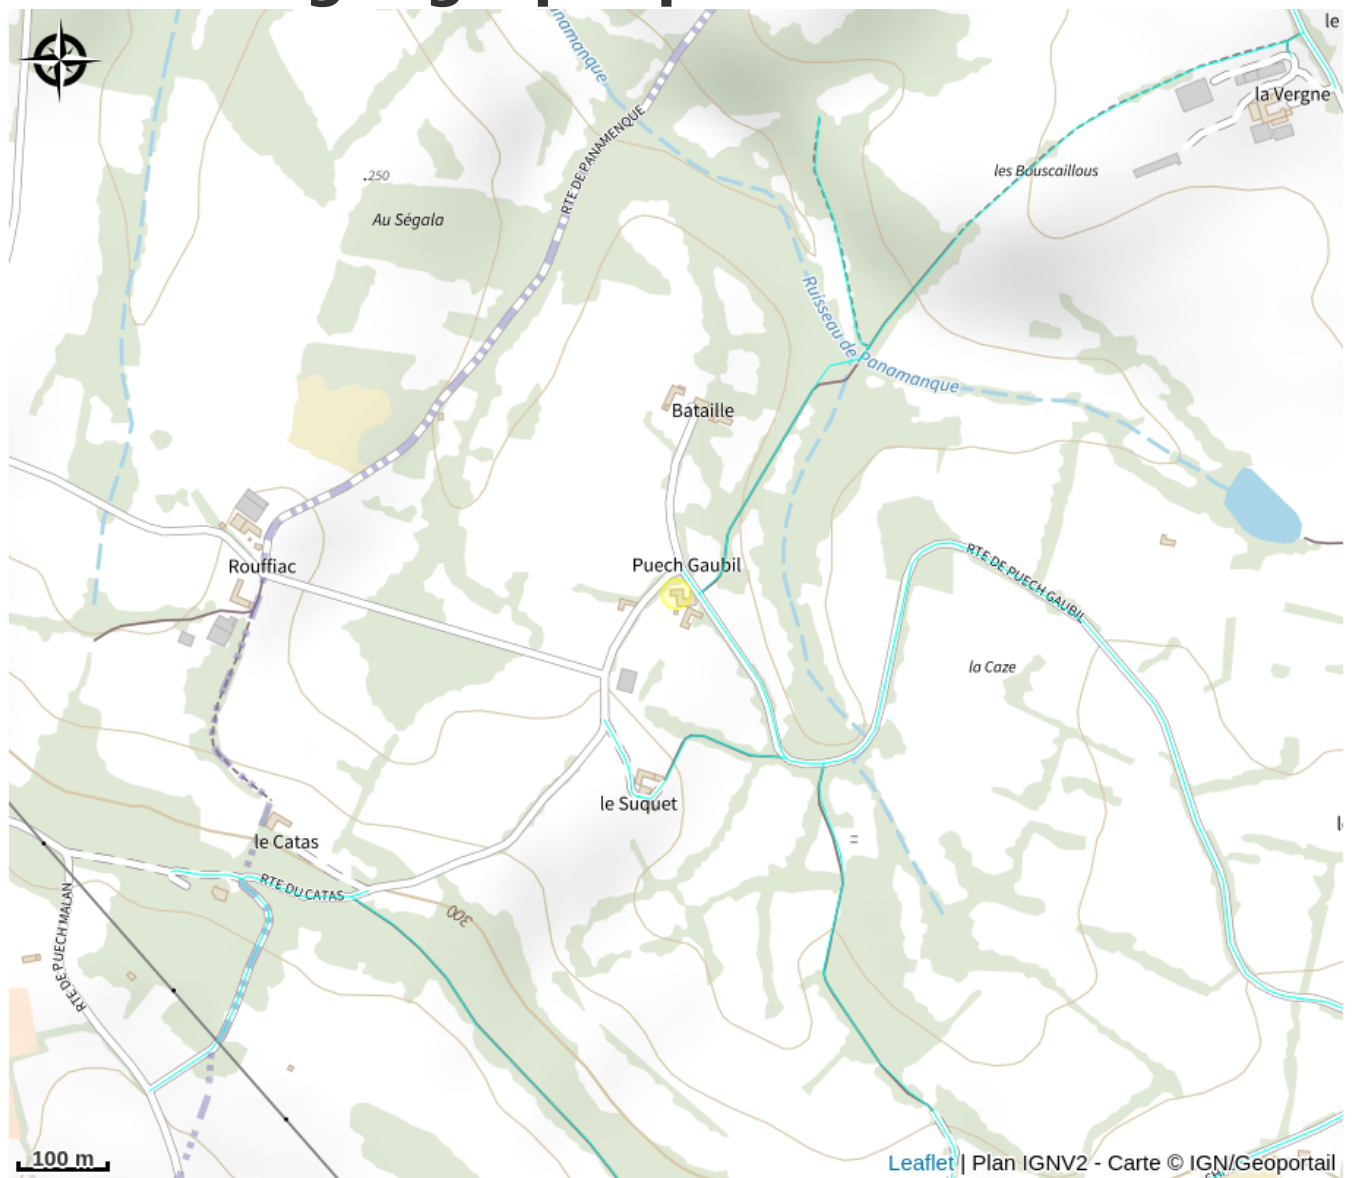 le
la Vergne
namanque
RTE DE PANAMENQUE
les Bouscaillous
.250
Au Ségala
Ruisseau de Panamanque
Bataille
Puech Gaubil
Rouffiac
RTE DE PUECH GAUBIL
la Caze
le Suquet
le Catas
RTE DU CATAS
RTE DE PUECH MALAN
300
100 m
Leaflet | Plan IGNV2 - Carte © IGN/Geoportail